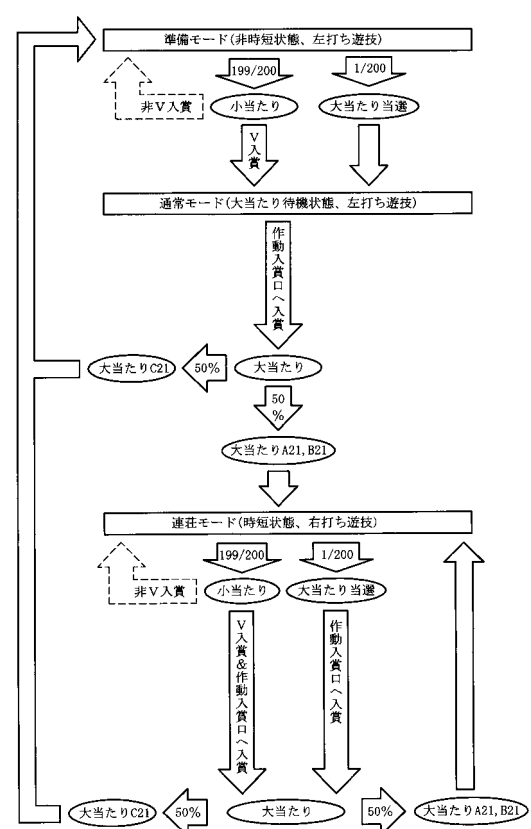 準備モード(非時短状態、左打ち遊技)
199/200
1/200
非V入賞
小当たり
大当たり当選
V入賞
通常モード(大当たり待機状態、左打ち遊技)
作動入賞口へ入賞
大当たりC21
50%
大当たり
50%
大当たりA21,B21
連荘モード(時短状態、右打ち遊技)
199/200
1/200
非V入賞
小当たり
大当たり当選
V入賞&作動入賞口へ入賞
作動入賞口へ入賞
大当たりC21
50%
大当たり
50%
大当たりA21,B21